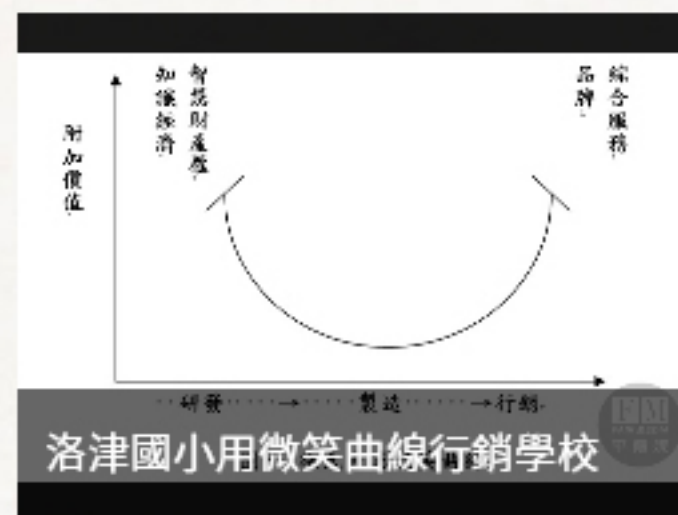 附加價值
智慧財產權
知識經濟
綜合服務
品牌
研發→製造→行銷
洛津國小用微笑曲線行銷學校
FM